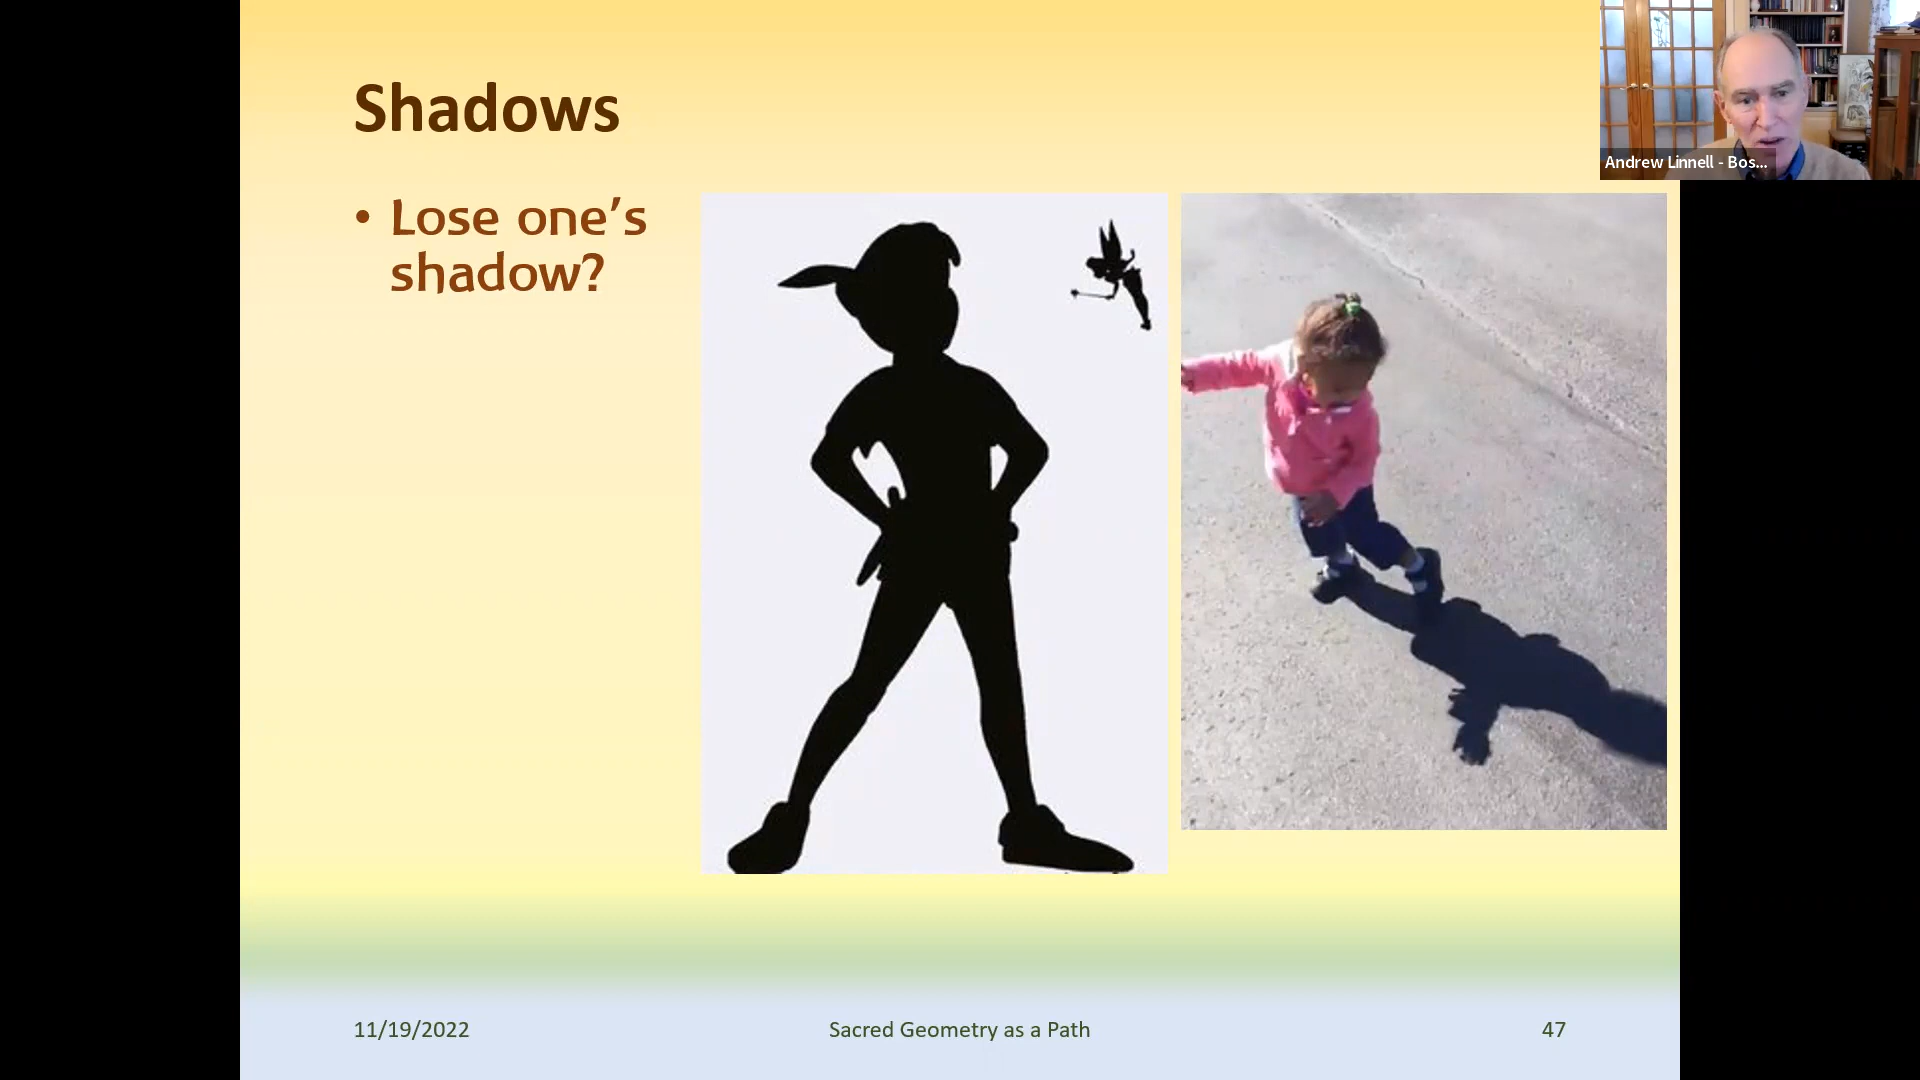 Shadows
• Lose one’s
shadow?
Andrew Linnell - Bos...
11/19/2022
Sacred Geometry as a Path
47